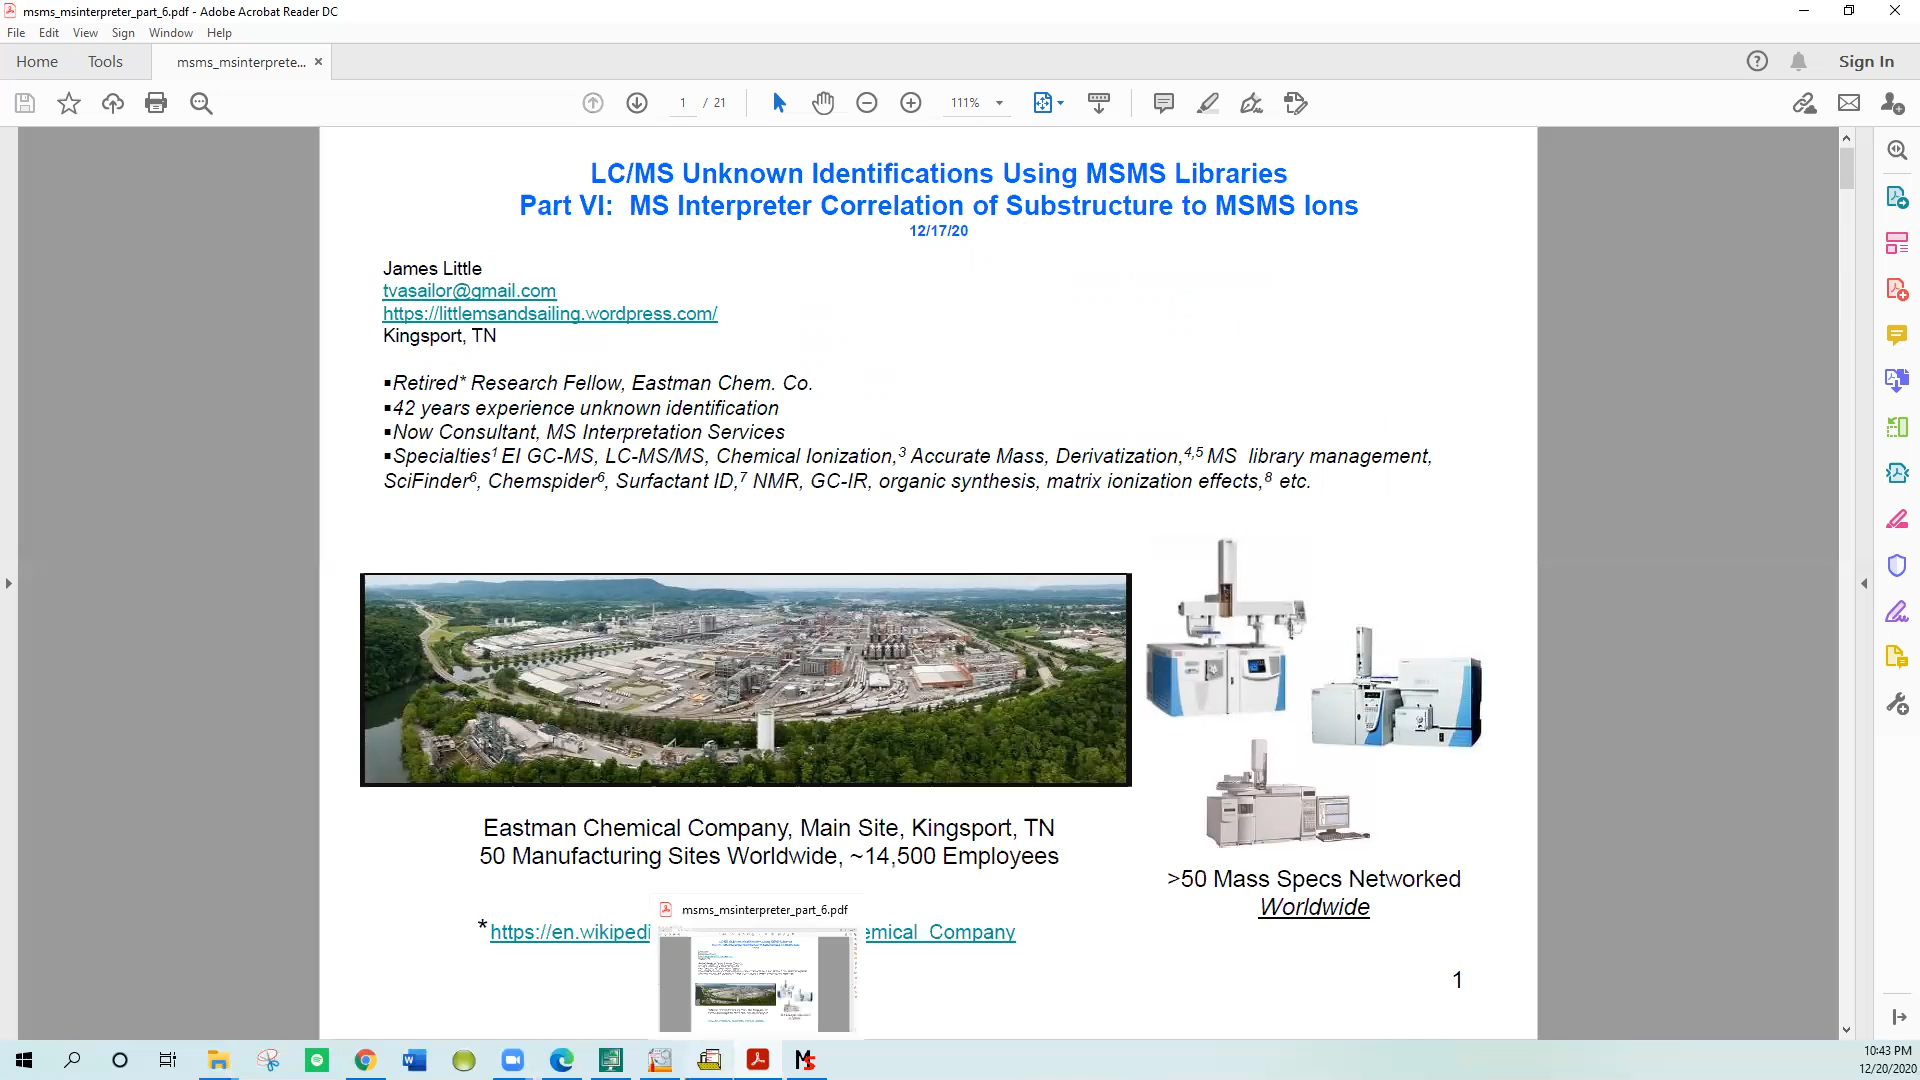 msms_msinterpreter_part_6.pdf - Adobe Acrobat Reader DC
File Edit View Sign Window Help
Home Tools msms_msinterprete... × Sign In
1 / 21 111%
LC/MS Unknown Identifications Using MSMS Libraries
Part VI: MS Interpreter Correlation of Substructure to MSMS Ions
12/17/20
James Little
tvasailor@gmail.com
https://littlemsandsailing.wordpress.com/
Kingsport, TN
▪Retired* Research Fellow, Eastman Chem. Co.
▪42 years experience unknown identification
▪Now Consultant, MS Interpretation Services
▪Specialties¹ EI GC-MS, LC-MS/MS, Chemical Ionization,³ Accurate Mass, Derivatization,⁴,⁵ MS library management,
SciFinder⁶, Chemspider⁶, Surfactant ID,⁷ NMR, GC-IR, organic synthesis, matrix ionization effects,⁸ etc.
Eastman Chemical Company, Main Site, Kingsport, TN
50 Manufacturing Sites Worldwide, ~14,500 Employees
>50 Mass Specs Networked
Worldwide
msms_msinterpreter_part_6.pdf
*https://en.wikipedi emical_Company
1
10:43 PM
12/20/2020